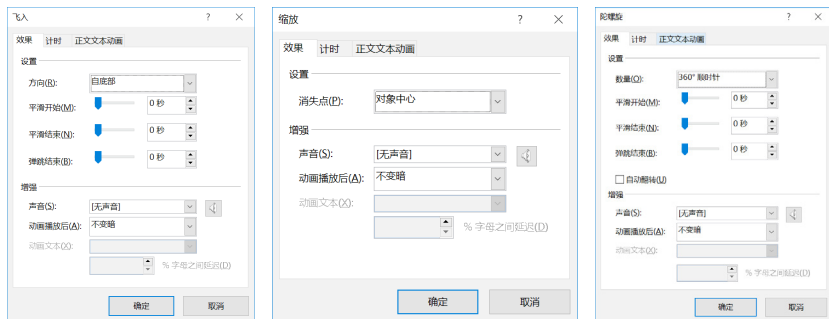 飞入 ? ×
效果 计时 正文文本动画
设置
方向(R): 自底部
平滑开始(M): 0 秒
平滑结束(N): 0 秒
弹跳结束(B): 0 秒
增强
声音(S): [无声音]
动画播放后(A): 不变暗
动画文本(X):
% 字母之间延迟(D)
确定 取消
缩放 ? ×
效果 计时 正文文本动画
设置
消失点(P): 对象中心
增强
声音(S): [无声音]
动画播放后(A): 不变暗
动画文本(X):
% 字母之间延迟(D)
确定 取消
陀螺旋 ? ×
效果 计时 正文文本动画
设置
数量(O): 360° 顺时针
平滑开始(M): 0 秒
平滑结束(N): 0 秒
弹跳结束(B): 0 秒
自动翻转(U)
增强
声音(S): [无声音]
动画播放后(A): 不变暗
动画文本(X):
% 字母之间延迟(D)
确定 取消